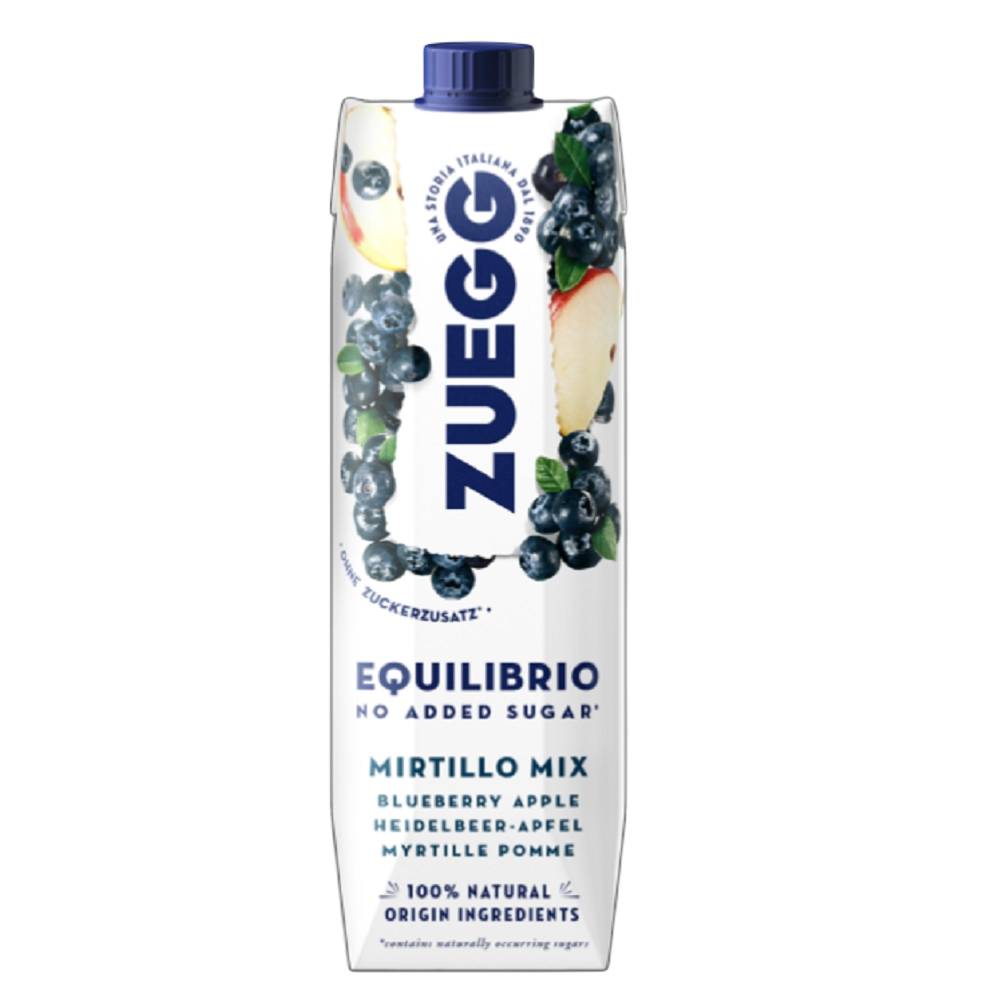 UNA STORIA ITALIANA DAL 1890
ZUEGG
• OHNE ZUCKERZUSATZ* •
EQUILIBRIO
NO ADDED SUGAR*
MIRTILLO MIX
BLUEBERRY APPLE
HEIDELBEER-APFEL
MYRTILLE POMME
100% NATURAL
ORIGIN INGREDIENTS
*contains naturally occurring sugars